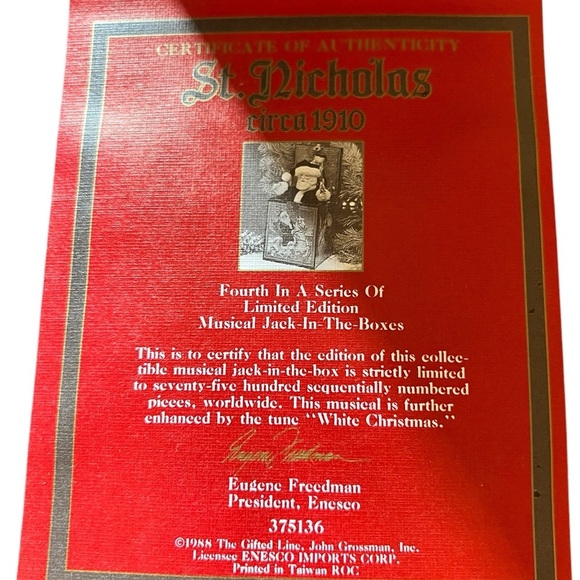 CERTIFICATE OF AUTHENTICITY
St. Nicholas
circa 1910
Fourth In A Series Of
Limited Edition
Musical Jack-In-The-Boxes
This is to certify that the edition of this collec-
tible musical jack-in-the-box is strictly limited
to seventy-five hundred sequentially numbered
pieces, worldwide. This musical is further
enhanced by the tune "White Christmas."
Eugene Freedman
Eugene Freedman
President, Enesco
375136
©1988 The Gifted Line, John Grossman, Inc.
Licensee ENESCO IMPORTS CORP.
Printed in Taiwan ROC